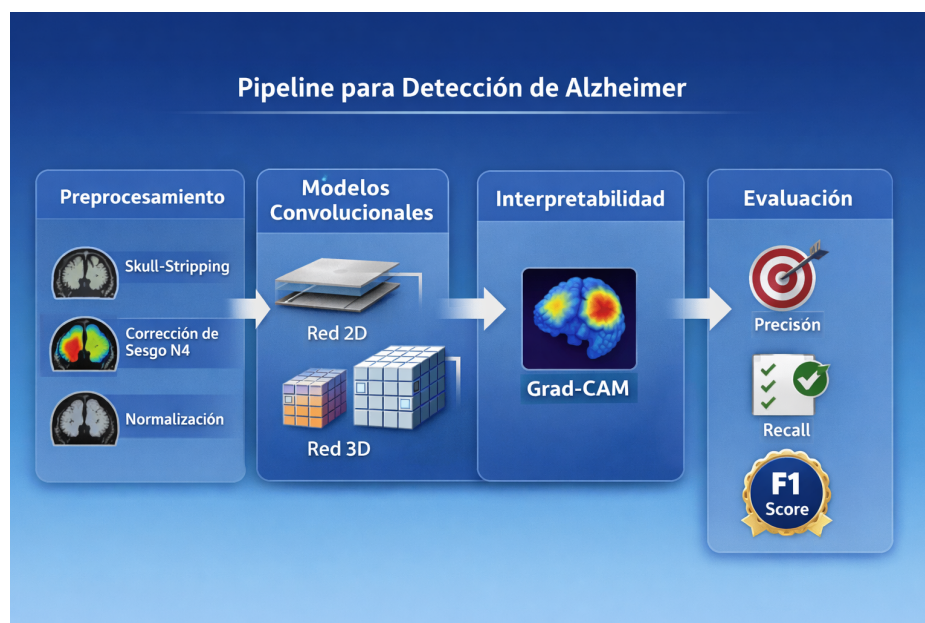 Pipeline para Detección de Alzheimer
Preprocesamiento
Skull-Stripping
Corrección de
Sesgo N4
Normalización
Modelos
Convolucionales
Red 2D
Red 3D
Interpretabilidad
Grad-CAM
Evaluación
Precisón
Recall
F1
Score